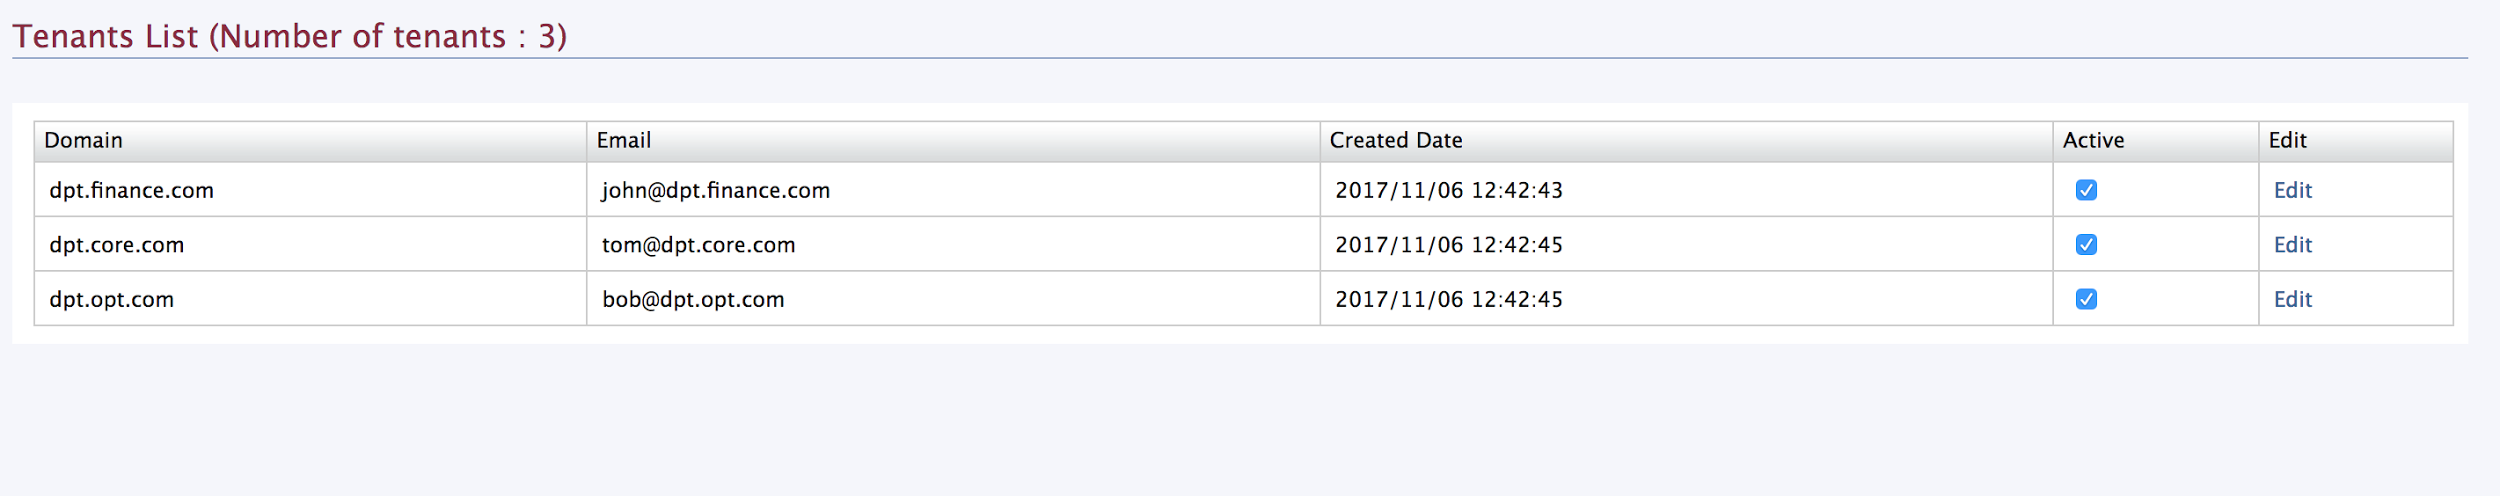 Tenants List (Number of tenants : 3)
Domain Email Created Date Active Edit
dpt.finance.com john@dpt.finance.com 2017/11/06 12:42:43 Edit
dpt.core.com tom@dpt.core.com 2017/11/06 12:42:45 Edit
dpt.opt.com bob@dpt.opt.com 2017/11/06 12:42:45 Edit